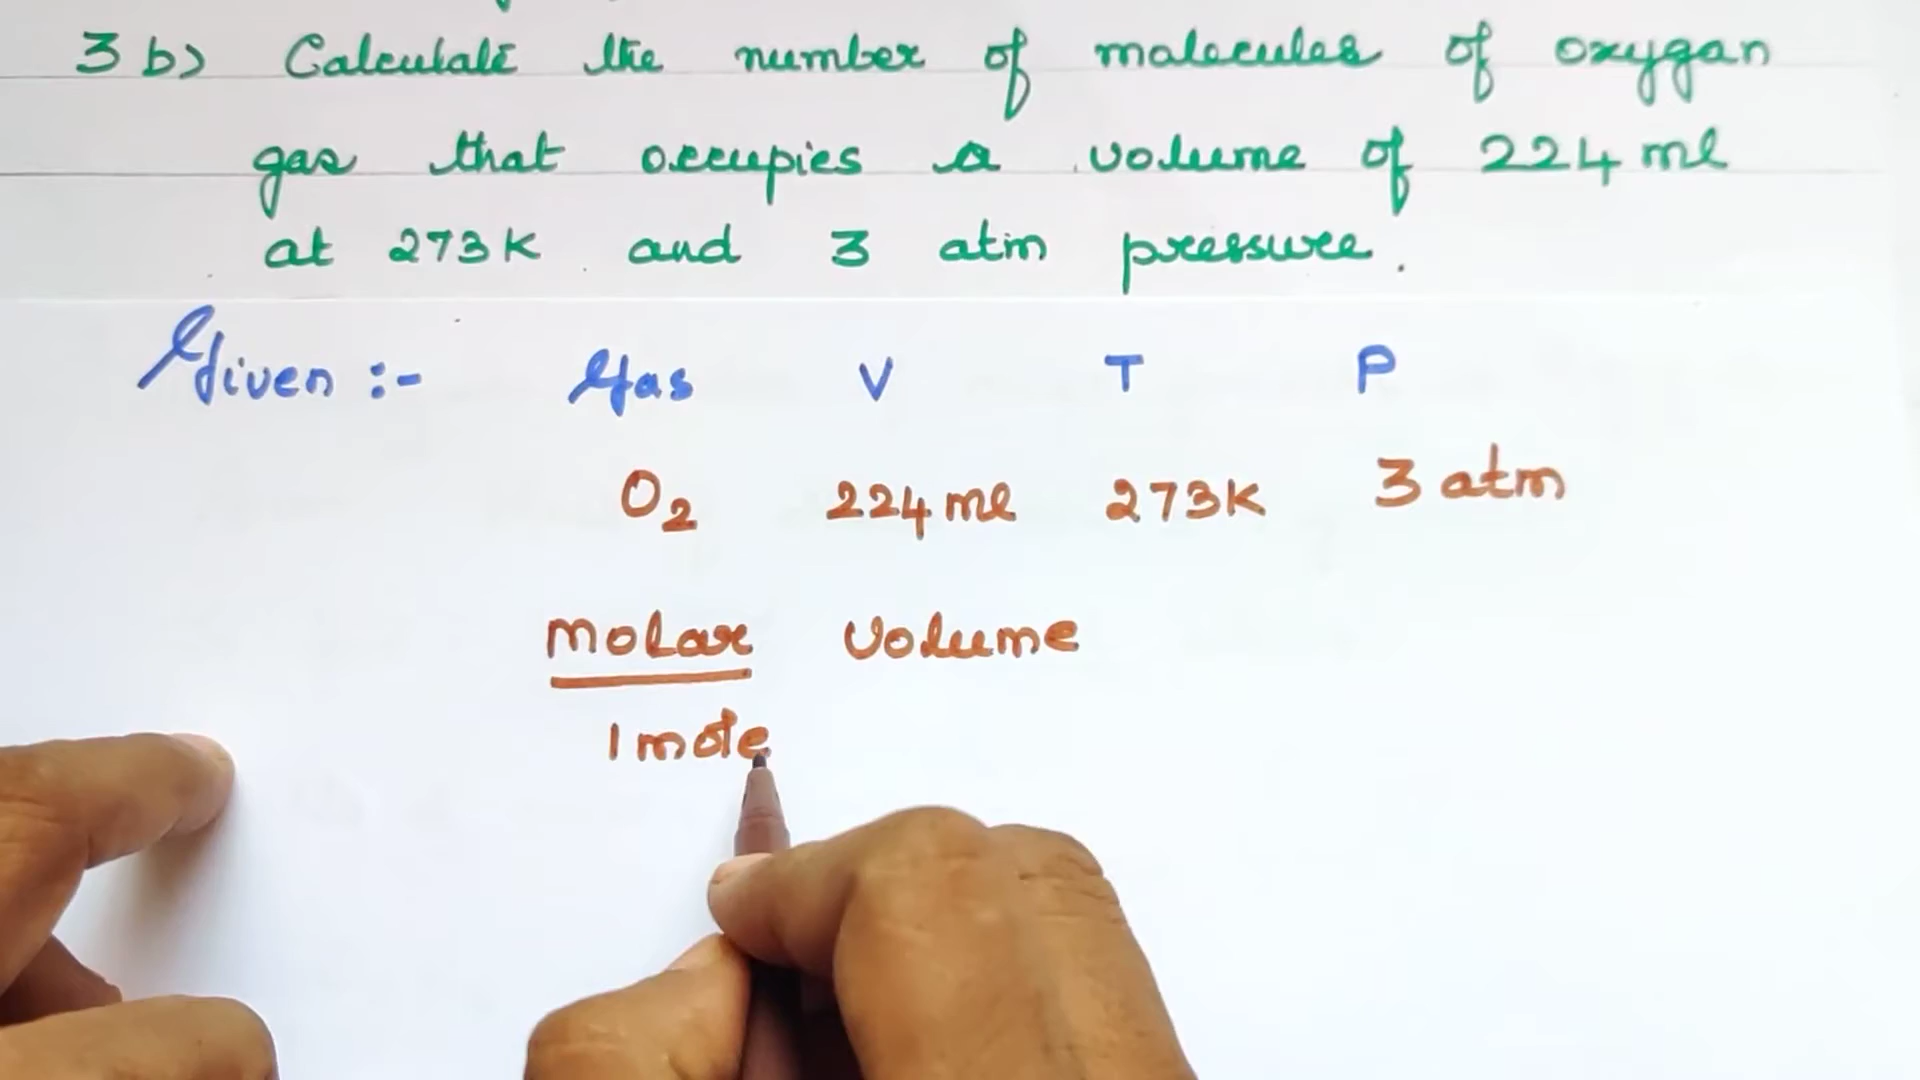 3 b) Calculate the number of molecules of oxygen
gas that occupies a volume of 224 ml
at 273K and 3 atm pressure.
Given :- Gas V T P
O2 224 ml 273K 3 atm
Molar volume
1 mole